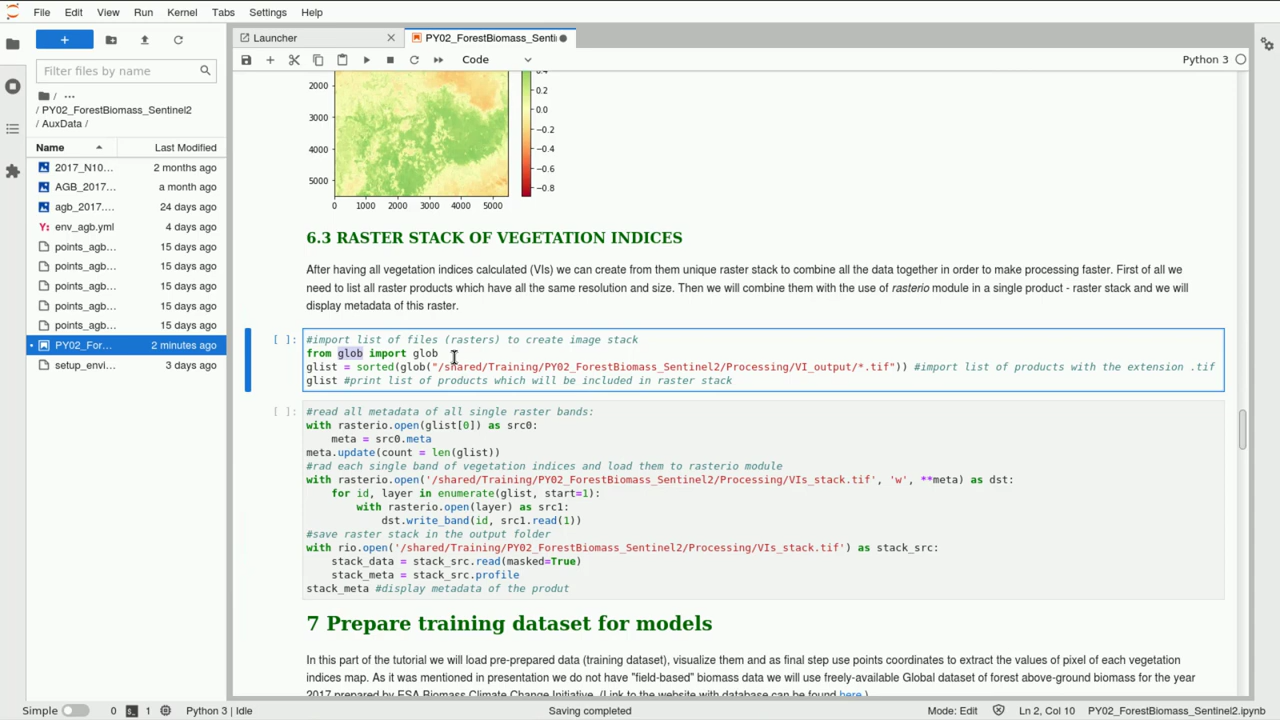 File Edit View Run Kernel Tabs Settings Help
Launcher
PY02_ForestBiomass_Senti
Code
Python 3
Filter files by name
/ ...
/ PY02_ForestBiomass_Sentinel2
/ AuxData /
Name Last Modified
2017_N10... 2 months ago
AGB_2017... a month ago
agb_2017.... 24 days ago
Y: env_agb.yml 4 days ago
points_agb... 15 days ago
points_agb... 15 days ago
points_agb... 15 days ago
points_agb... 15 days ago
points_agb... 15 days ago
PY02_For... 2 minutes ago
setup_envi... 3 days ago
2000
3000
4000
5000
0 1000 2000 3000 4000 5000
0.4
0.2
0.0
−0.2
−0.4
−0.6
−0.8
6.3 RASTER STACK OF VEGETATION INDICES
After having all vegetation indices calculated (VIs) we can create from them unique raster stack to combine all the data together in order to make processing faster. First of all we
need to list all raster products which have all the same resolution and size. Then we will combine them with the use of rasterio module in a single product - raster stack and we will
display metadata of this raster.
[ ]: #import list of files (rasters) to create image stack
from glob import glob
glist = sorted(glob("/shared/Training/PY02_ForestBiomass_Sentinel2/Processing/VI_output/*.tif")) #import list of products with the extension .tif
glist #print list of products which will be included in raster stack
[ ]: #read all metadata of all single raster bands:
with rasterio.open(glist[0]) as src0:
    meta = src0.meta
meta.update(count = len(glist))
#rad each single band of vegetation indices and load them to rasterio module
with rasterio.open('/shared/Training/PY02_ForestBiomass_Sentinel2/Processing/VIs_stack.tif', 'w', **meta) as dst:
    for id, layer in enumerate(glist, start=1):
        with rasterio.open(layer) as src1:
            dst.write_band(id, src1.read(1))
#save raster stack in the output folder
with rio.open('/shared/Training/PY02_ForestBiomass_Sentinel2/Processing/VIs_stack.tif') as stack_src:
    stack_data = stack_src.read(masked=True)
    stack_meta = stack_src.profile
stack_meta #display metadata of the produt
7 Prepare training dataset for models
In this part of the tutorial we will load pre-prepared data (training dataset), visualize them and as final step use points coordinates to extract the values of pixel of each vegetation
indices map. As it was mentioned in presentation we do not have "field-based" biomass data we will use freely-available Global dataset of forest above-ground biomass for the year
2017 prepared by ESA Biomass Climate Change Initiative. (Link to the website with database can be found here.)
Simple 0 1 Python 3 | Idle Saving completed Mode: Edit Ln 2, Col 10 PY02_ForestBiomass_Sentinel2.ipynb